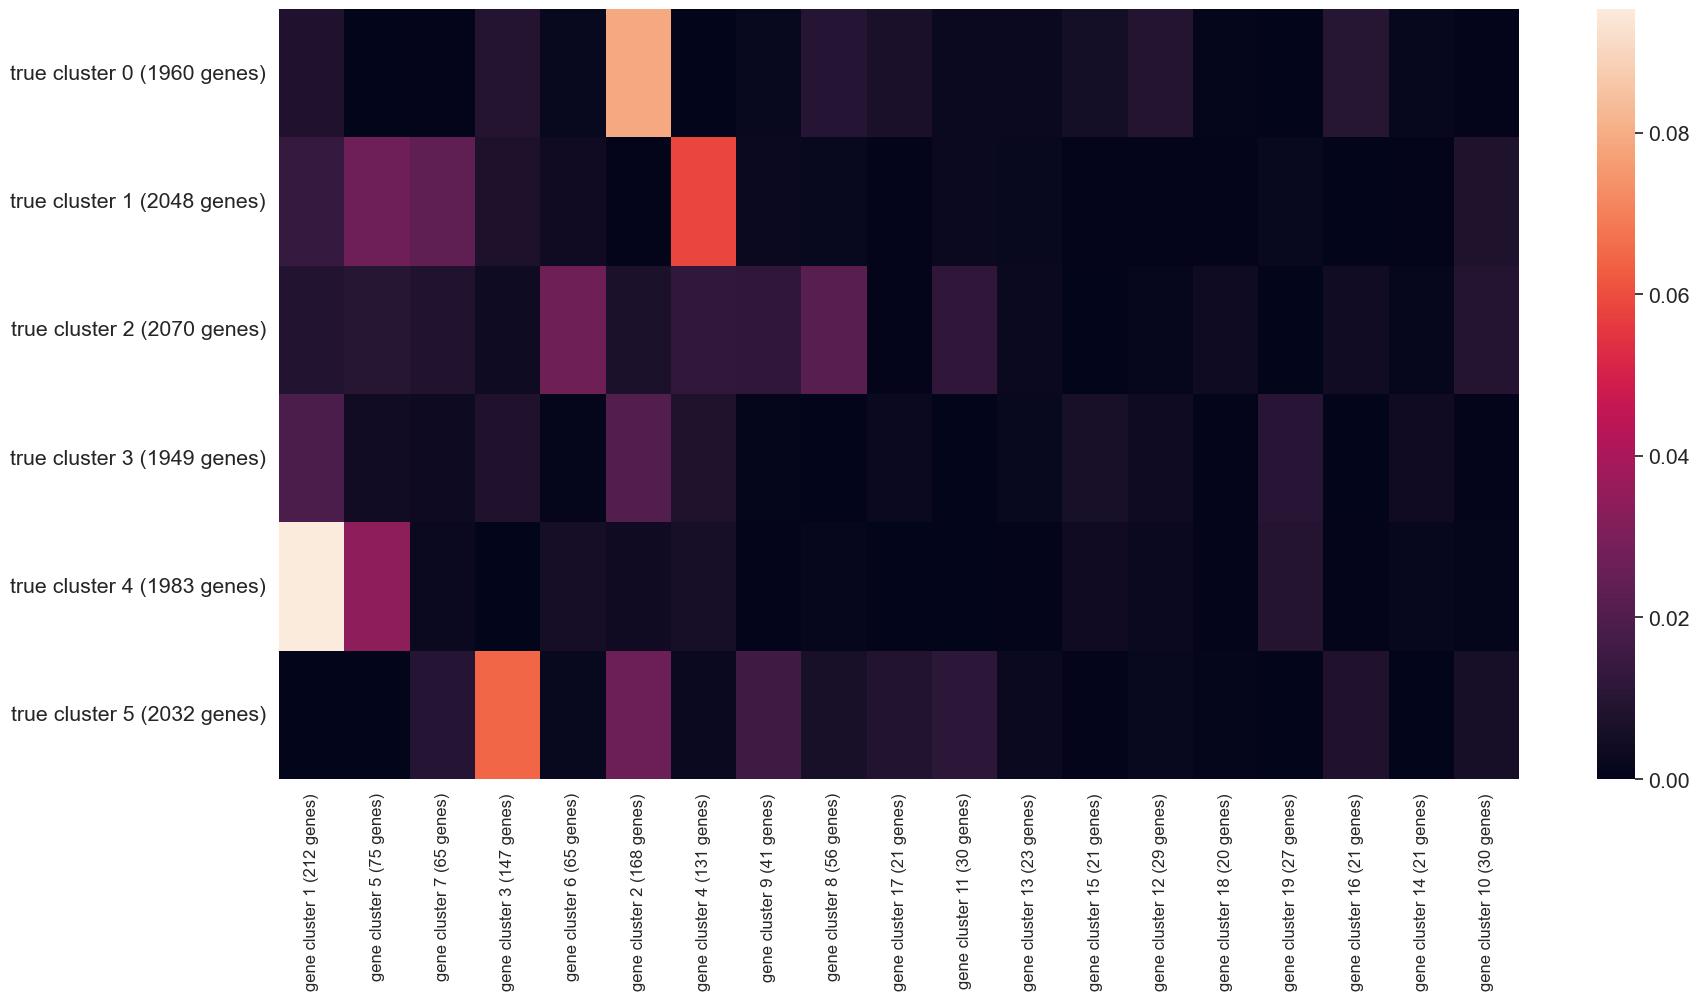 true cluster 0 (1960 genes)
true cluster 1 (2048 genes)
true cluster 2 (2070 genes)
true cluster 3 (1949 genes)
true cluster 4 (1983 genes)
true cluster 5 (2032 genes)
gene cluster 1 (212 genes)
gene cluster 5 (75 genes)
gene cluster 7 (65 genes)
gene cluster 3 (147 genes)
gene cluster 6 (65 genes)
gene cluster 2 (168 genes)
gene cluster 4 (131 genes)
gene cluster 9 (41 genes)
gene cluster 8 (56 genes)
gene cluster 17 (21 genes)
gene cluster 11 (30 genes)
gene cluster 13 (23 genes)
gene cluster 15 (21 genes)
gene cluster 12 (29 genes)
gene cluster 18 (20 genes)
gene cluster 19 (27 genes)
gene cluster 16 (21 genes)
gene cluster 14 (21 genes)
gene cluster 10 (30 genes)
0.08
0.06
0.04
0.02
0.00